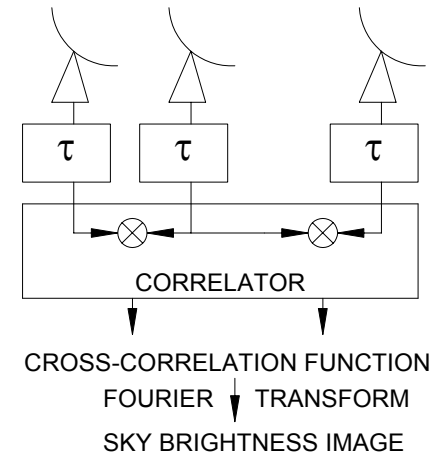 τ τ τ
CORRELATOR
CROSS-CORRELATION FUNCTION
FOURIER TRANSFORM
SKY BRIGHTNESS IMAGE